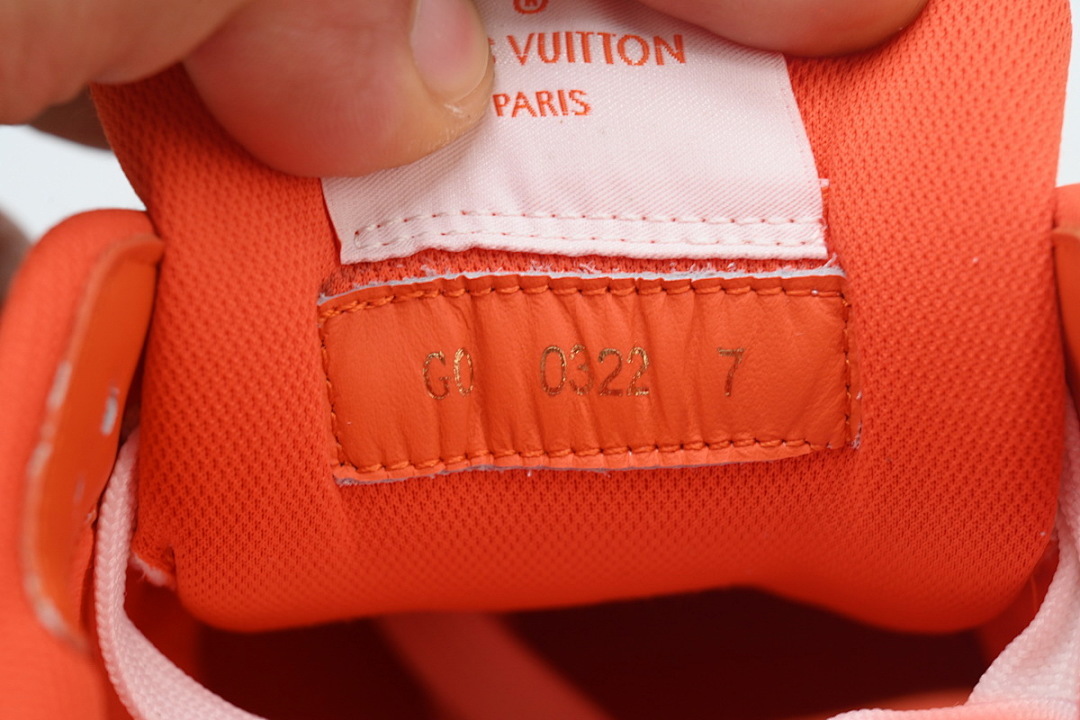 ®
VUITTON
PARIS
GO 0322 7